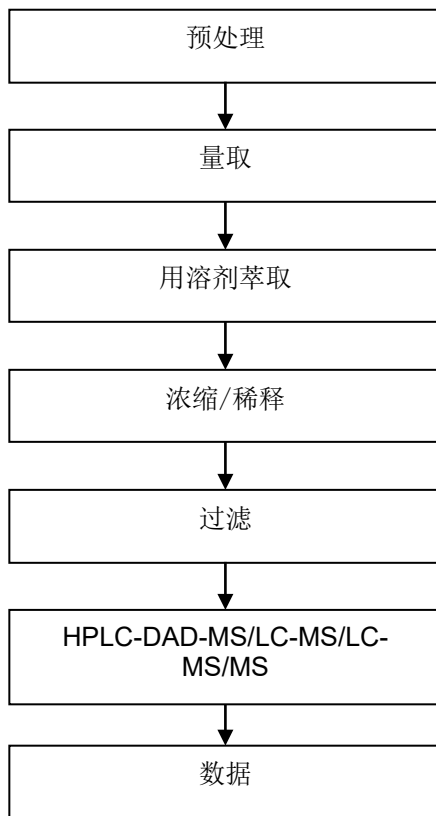 预处理
量取
用溶剂萃取
浓缩/稀释
过滤
HPLC-DAD-MS/LC-MS/LC-
MS/MS
数据